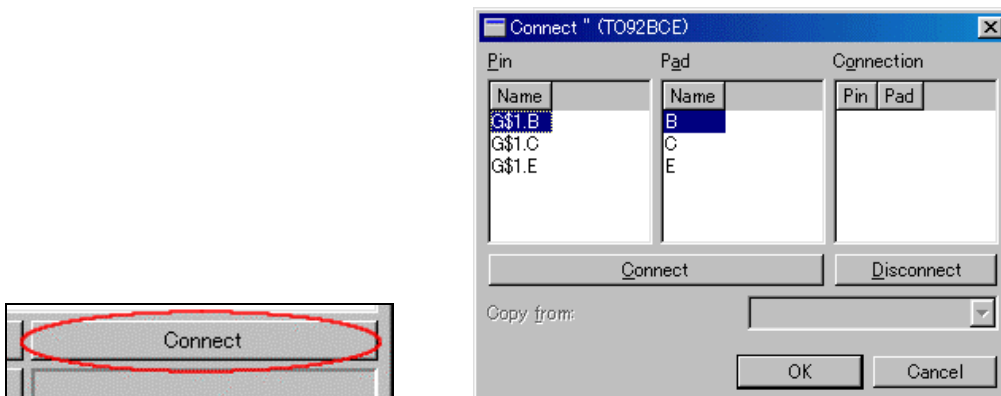 Connect '' (TO92BCE)
Pin Pad Connection
Name Name Pin Pad
G$1.B B
G$1.C C
G$1.E E
Connect Disconnect
Copy from:
Connect
OK Cancel